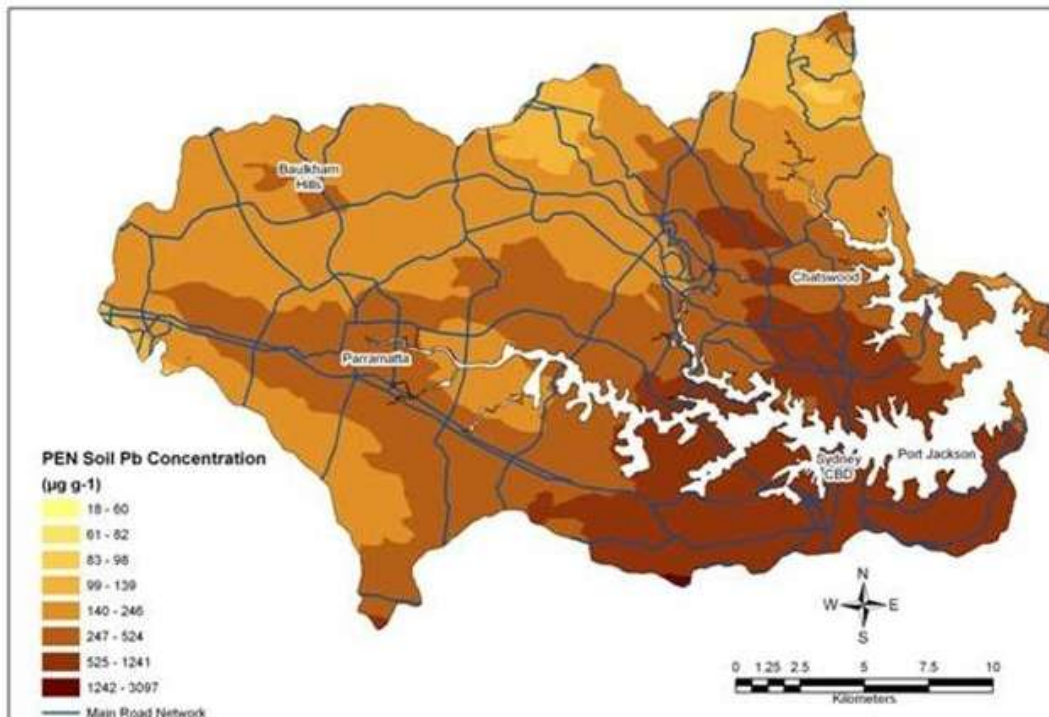 Baulkham
Hills
Chatswood
Parramatta
Sydney
CBD
Port Jackson
PEN Soil Pb Concentration
(µg g-1)
18 - 60
61 - 82
83 - 98
99 - 139
140 - 246
247 - 524
525 - 1241
1242 - 3097
Main Road Network
N
W E
S
0 1.25 2.5 5 7.5 10
Kilometers